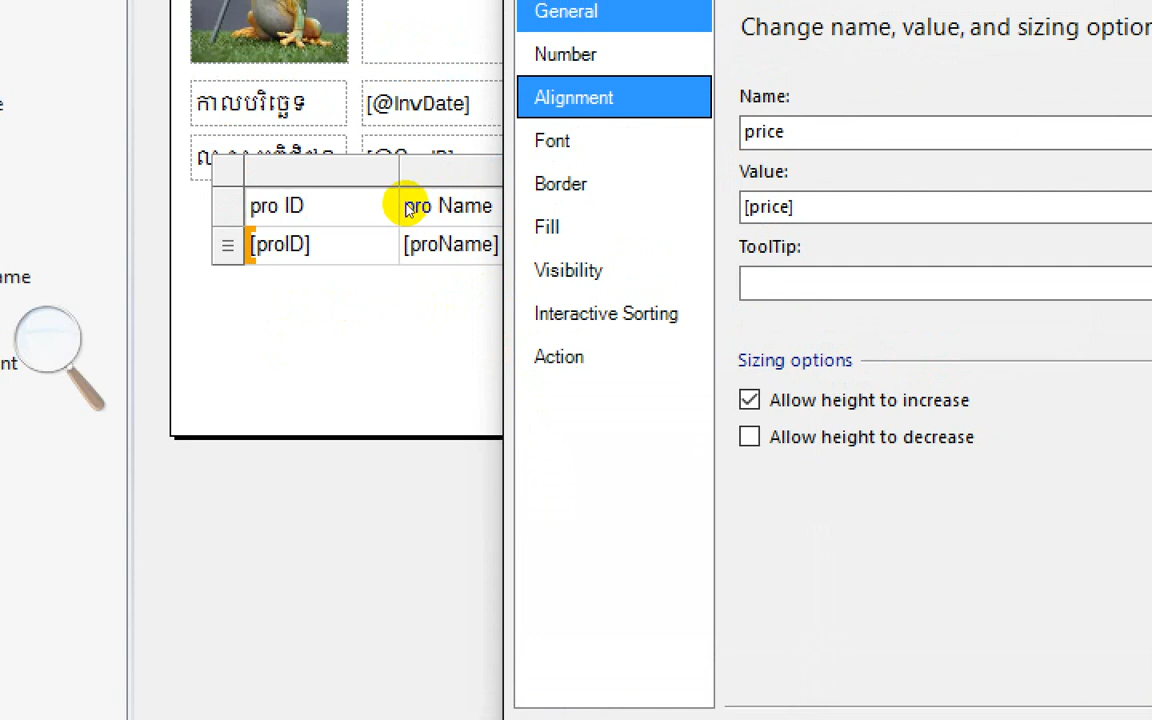 General
Change name, value, and sizing option
Number
Alignment
Name:
e
កាលបរិច្ឆេទ
[@InvDate]
price
Font
Value:
pro ID
pro Name
Border
[price]
[proID]
[proName]
Fill
ToolTip:
ame
Visibility
Interactive Sorting
nt
Action
Sizing options
Allow height to increase
Allow height to decrease